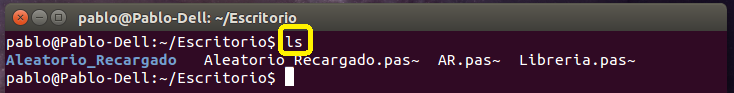 pablo@Pablo-Dell: ~/Escritorio
pablo@Pablo-Dell:~/Escritorio$ ls
Aleatorio_Recargado   Aleatorio_Recargado.pas~  AR.pas~  Libreria.pas~
pablo@Pablo-Dell:~/Escritorio$